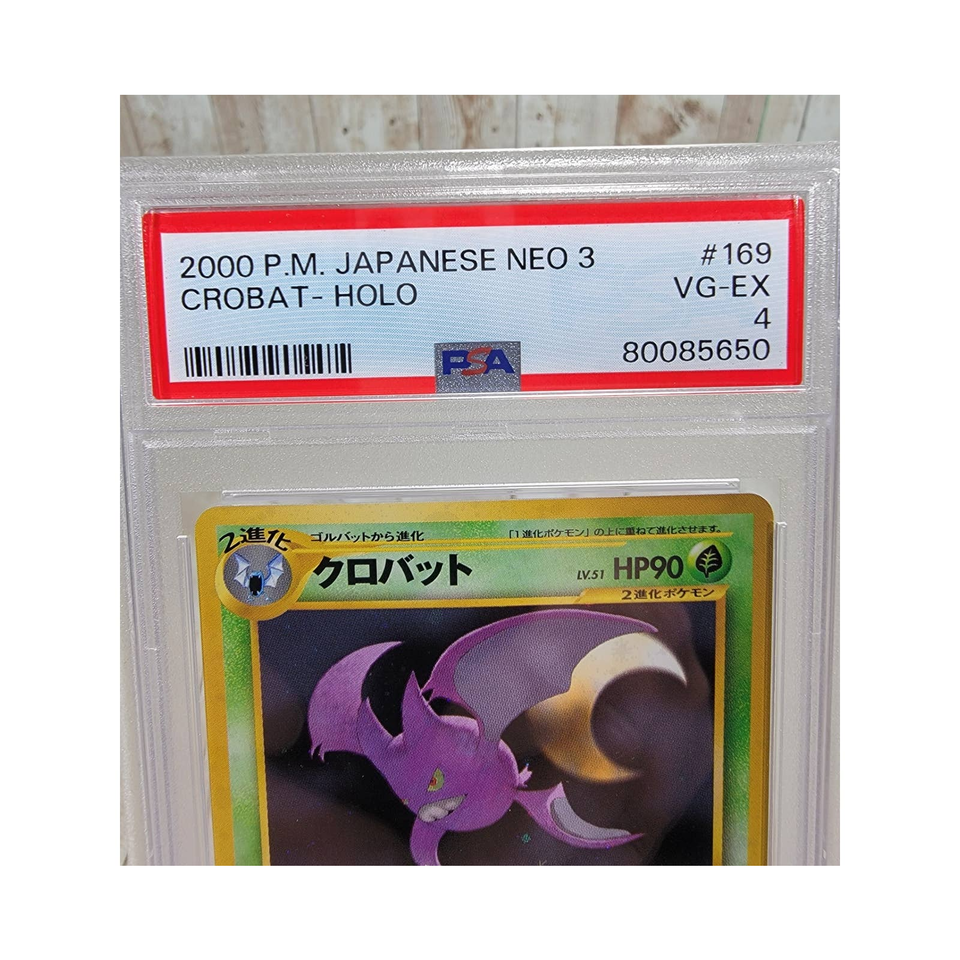 2000 P.M. JAPANESE NEO 3 #169
CROBAT- HOLO VG-EX
4
PSA 80085650
2進化 ゴルバットから進化 「1進化ポケモン」の上に重ねて進化させます。
クロバット LV.51 HP90
2進化ポケモン